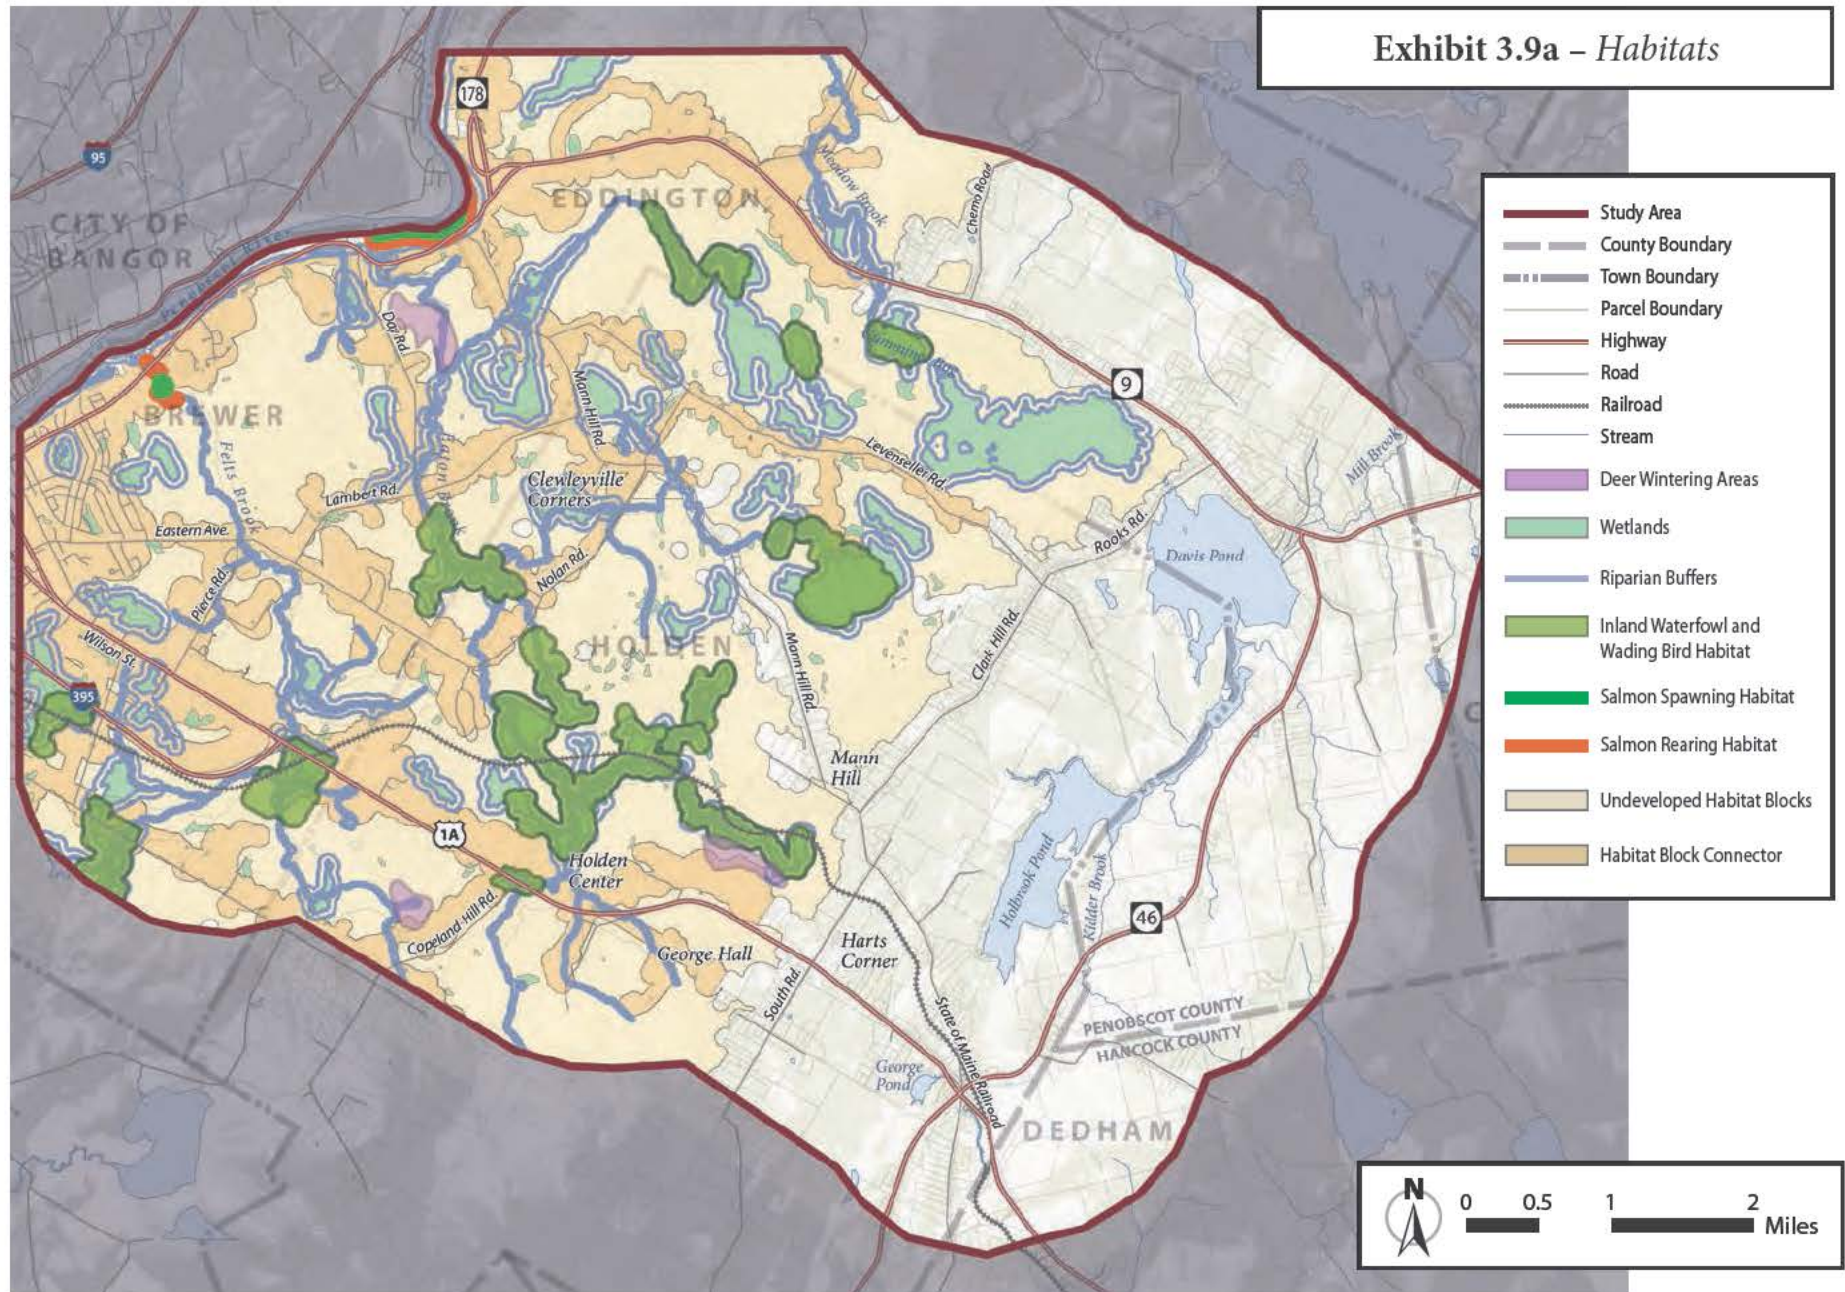 Exhibit 3.9a – Habitats
178
95
CITY OF
BANGOR
Penobscot River
EDDINGTON
Meadow Brook
Chemo Road
Day Rd.
BREWER
Felts Brook
Eaton Brook
Mann Hill Rd.
9
Levenseller Rd.
Mill Brook
Clewleyville
Corners
Lambert Rd.
Eastern Ave.
Nolan Rd.
Rooks Rd.
Davis Pond
Pierce Rd.
HOLDEN
Wilson St.
Mann Hill Rd.
Clark Hill Rd.
395
Mann
Hill
1A
Holden
Center
Holbrook Pond
Kidder Brook
46
Copeland Hill Rd.
George Hall
Harts
Corner
South Rd.
State of Maine Railroad
PENOBSCOT COUNTY
HANCOCK COUNTY
George
Pond
DEDHAM
Study Area
County Boundary
Town Boundary
Parcel Boundary
Highway
Road
Railroad
Stream
Deer Wintering Areas
Wetlands
Riparian Buffers
Inland Waterfowl and
Wading Bird Habitat
Salmon Spawning Habitat
Salmon Rearing Habitat
Undeveloped Habitat Blocks
Habitat Block Connector
N
0 0.5 1 2
Miles